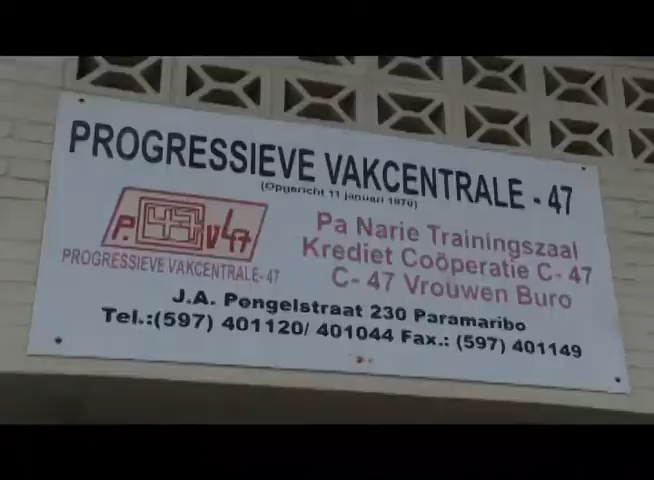 PROGRESSIEVE VAKCENTRALE - 47
(Opgericht 11 januari 1970)
P. V47
PROGRESSIEVE VAKCENTRALE- 47
Pa Narie Trainingszaal
Krediet Coöperatie C- 47
C- 47 Vrouwen Buro
J.A. Pengelstraat 230 Paramaribo
Tel.:(597) 401120/ 401044 Fax.: (597) 401149